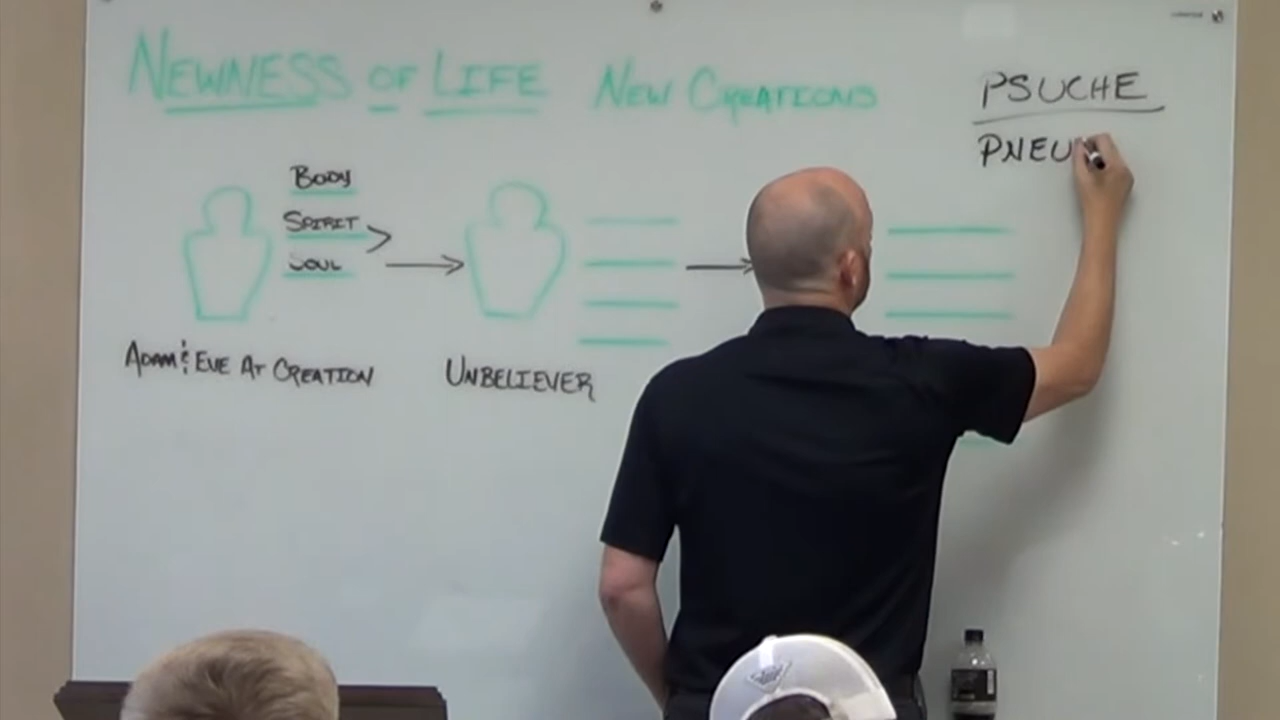 NEWNESS OF LIFE NEW CREATIONS
PSUCHE
PNEU
BODY
SPIRIT
SOUL
ADAM & EVE AT CREATION
UNBELIEVER